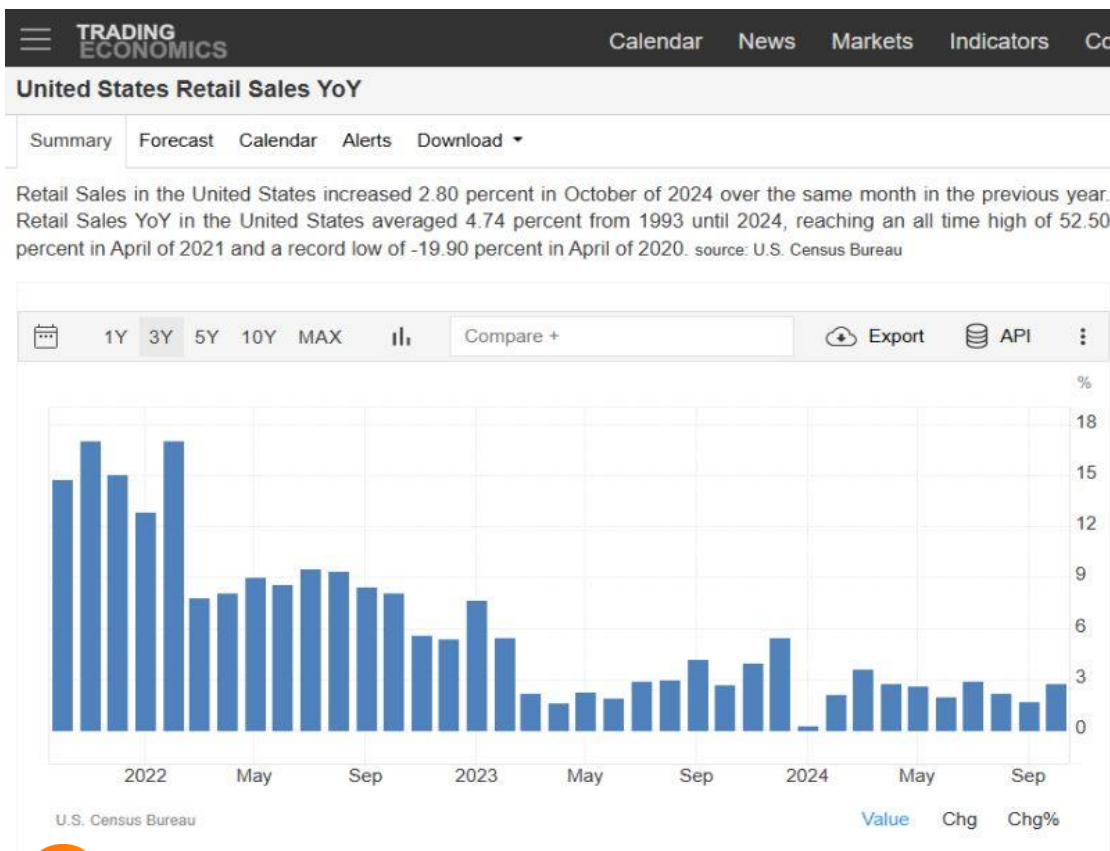 TRADING
ECONOMICS
Calendar News Markets Indicators Co
United States Retail Sales YoY
Summary Forecast Calendar Alerts Download
Retail Sales in the United States increased 2.80 percent in October of 2024 over the same month in the previous year.
Retail Sales YoY in the United States averaged 4.74 percent from 1993 until 2024, reaching an all time high of 52.50
percent in April of 2021 and a record low of -19.90 percent in April of 2020. source: U.S. Census Bureau
1Y 3Y 5Y 10Y MAX Compare + Export API
%
18
15
12
9
6
3
0
2022 May Sep 2023 May Sep 2024 May Sep
U.S. Census Bureau Value Chg Chg%